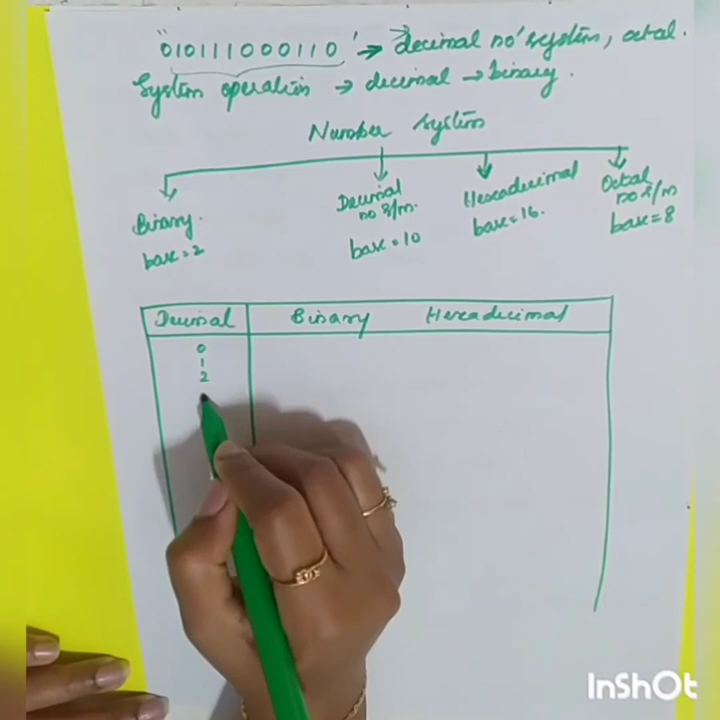 "010111000110' → decimal no' system, octal.
System operation → decimal → binary.
Number system
Binary.
base = 2
Decimal
no s/m.
base = 10
Hexadecimal
base = 16.
Octal
no s/m
base = 8
Decimal Binary Hexadecimal
0
1
2
InShOt